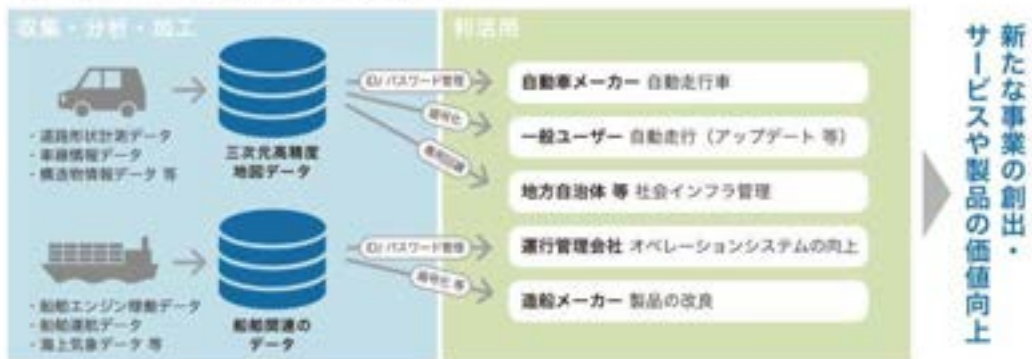 収集・分析・加工
利活用
・道路形状計測データ
・車線情報データ
・構造物情報データ 等
三次元高精度
地図データ
ID/パスワード管理
暗号化
専用回線
自動車メーカー 自動走行車
一般ユーザー 自動走行（アップデート 等）
地方自治体 等 社会インフラ管理
・船舶エンジン稼働データ
・船舶運航データ
・海上気象データ 等
船舶関連の
データ
ID/パスワード管理
暗号化 等
運行管理会社 オペレーションシステムの向上
造船メーカー 製品の改良
新たな事業の創出・
サービスや製品の価値向上